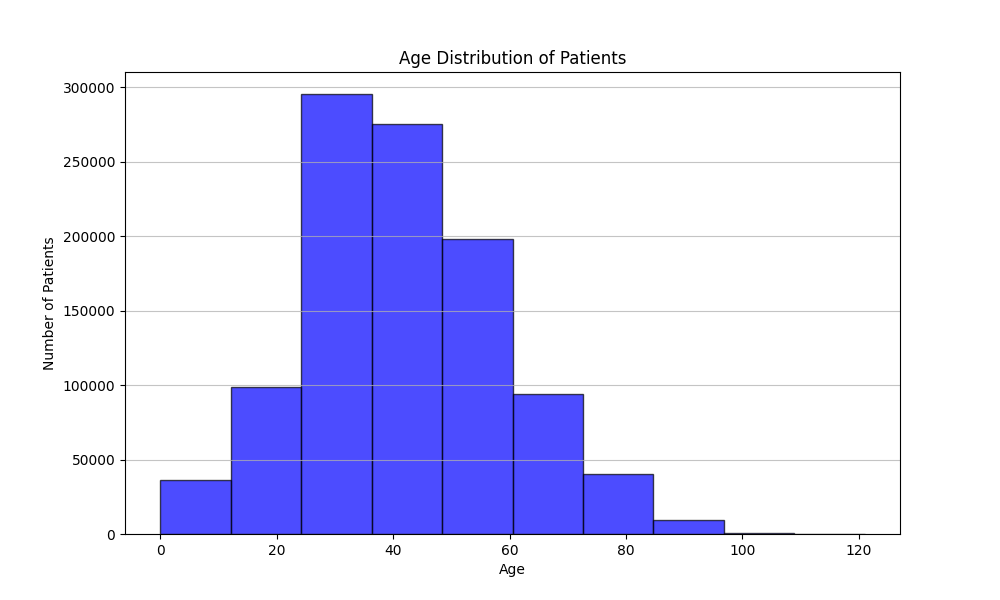 Age Distribution of Patients
300000
250000
200000
150000
100000
50000
0
Number of Patients
0 20 40 60 80 100 120
Age